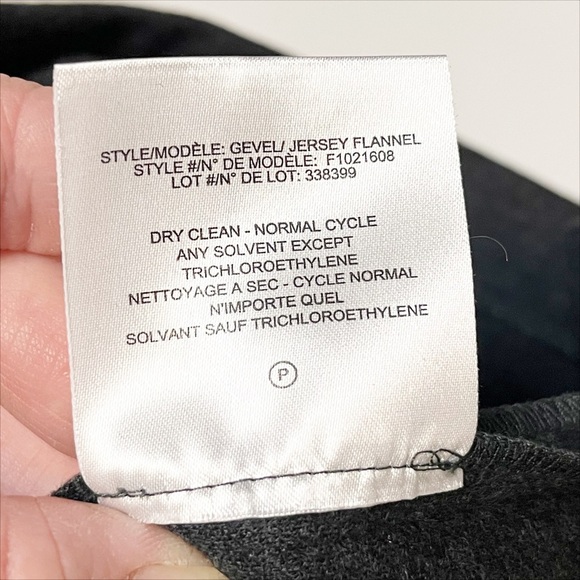 STYLE/MODÈLE: GEVEL/ JERSEY FLANNEL
STYLE #/N° DE MODÈLE: F1021608
LOT #/N° DE LOT: 338399
DRY CLEAN - NORMAL CYCLE
ANY SOLVENT EXCEPT
TRICHLOROETHYLENE
NETTOYAGE A SEC - CYCLE NORMAL
N'IMPORTE QUEL
SOLVANT SAUF TRICHLOROETHYLENE
P